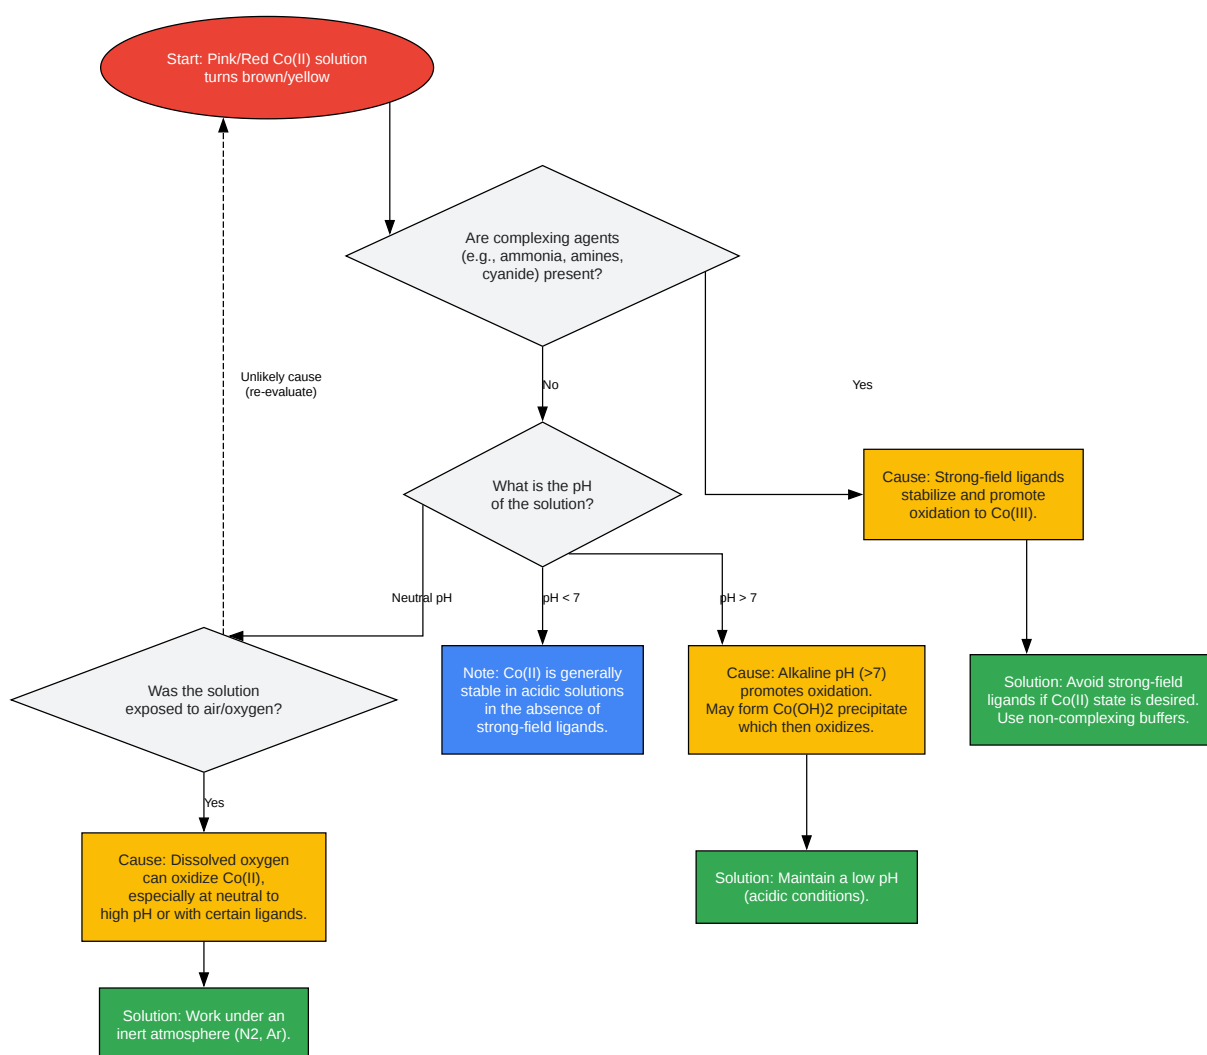 Start: Pink/Red Co(II) solution
turns brown/yellow
Are complexing agents
(e.g., ammonia, amines,
cyanide) present?
Unlikely cause
(re-evaluate)
No
Yes
Cause: Strong-field ligands
stabilize and promote
oxidation to Co(III).
What is the pH
of the solution?
Neutral pH
pH < 7
pH > 7
Was the solution
exposed to air/oxygen?
Note: Co(II) is generally
stable in acidic solutions
in the absence of
strong-field ligands.
Cause: Alkaline pH (>7)
promotes oxidation.
May form Co(OH)2 precipitate
which then oxidizes.
Solution: Avoid strong-field
ligands if Co(II) state is desired.
Use non-complexing buffers.
Yes
Cause: Dissolved oxygen
can oxidize Co(II),
especially at neutral to
high pH or with certain ligands.
Solution: Maintain a low pH
(acidic conditions).
Solution: Work under an
inert atmosphere (N2, Ar).